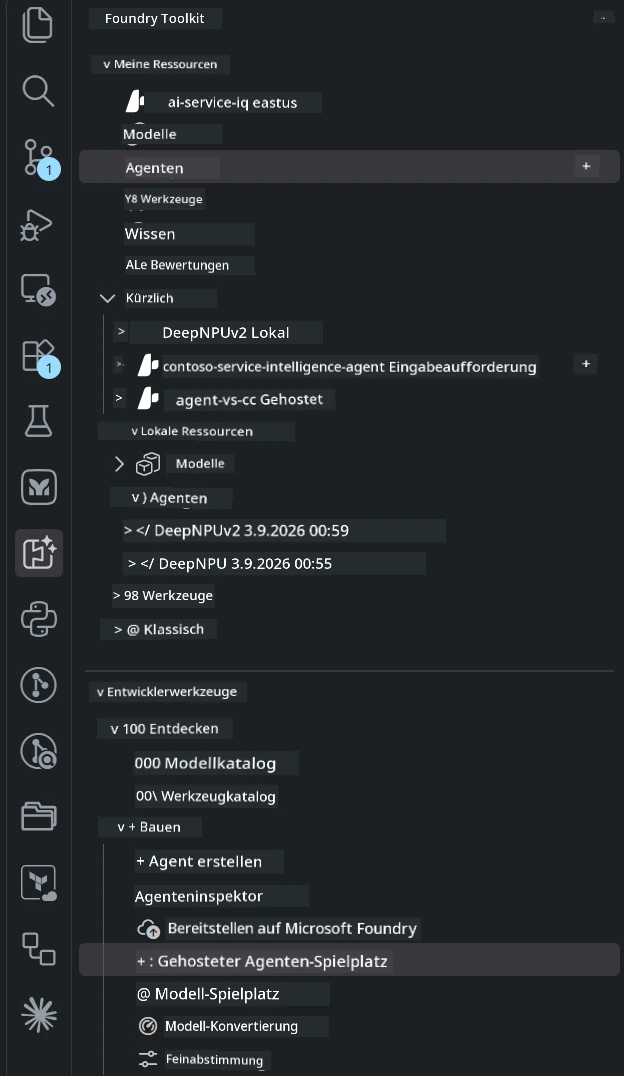 Foundry Toolkit
v Meine Ressourcen
ai-service-iq eastus
Modelle
Agenten
+
Y8 Werkzeuge
Wissen
ALe Bewertungen
Kürzlich
> DeepNPUv2 Lokal
> contoso-service-intelligence-agent Eingabeaufforderung +
> agent-vs-cc Gehostet
v Lokale Ressourcen
Modelle
v } Agenten
> </ DeepNPUv2 3.9.2026 00:59
> </ DeepNPU 3.9.2026 00:55
> 98 Werkzeuge
> @ Klassisch
v Entwicklerwerkzeuge
v 100 Entdecken
000 Modellkatalog
00\ Werkzeugkatalog
v + Bauen
+ Agent erstellen
Agenteninspektor
Bereitstellen auf Microsoft Foundry
+ : Gehosteter Agenten-Spielplatz
@ Modell-Spielplatz
Modell-Konvertierung
Feinabstimmung
1
1